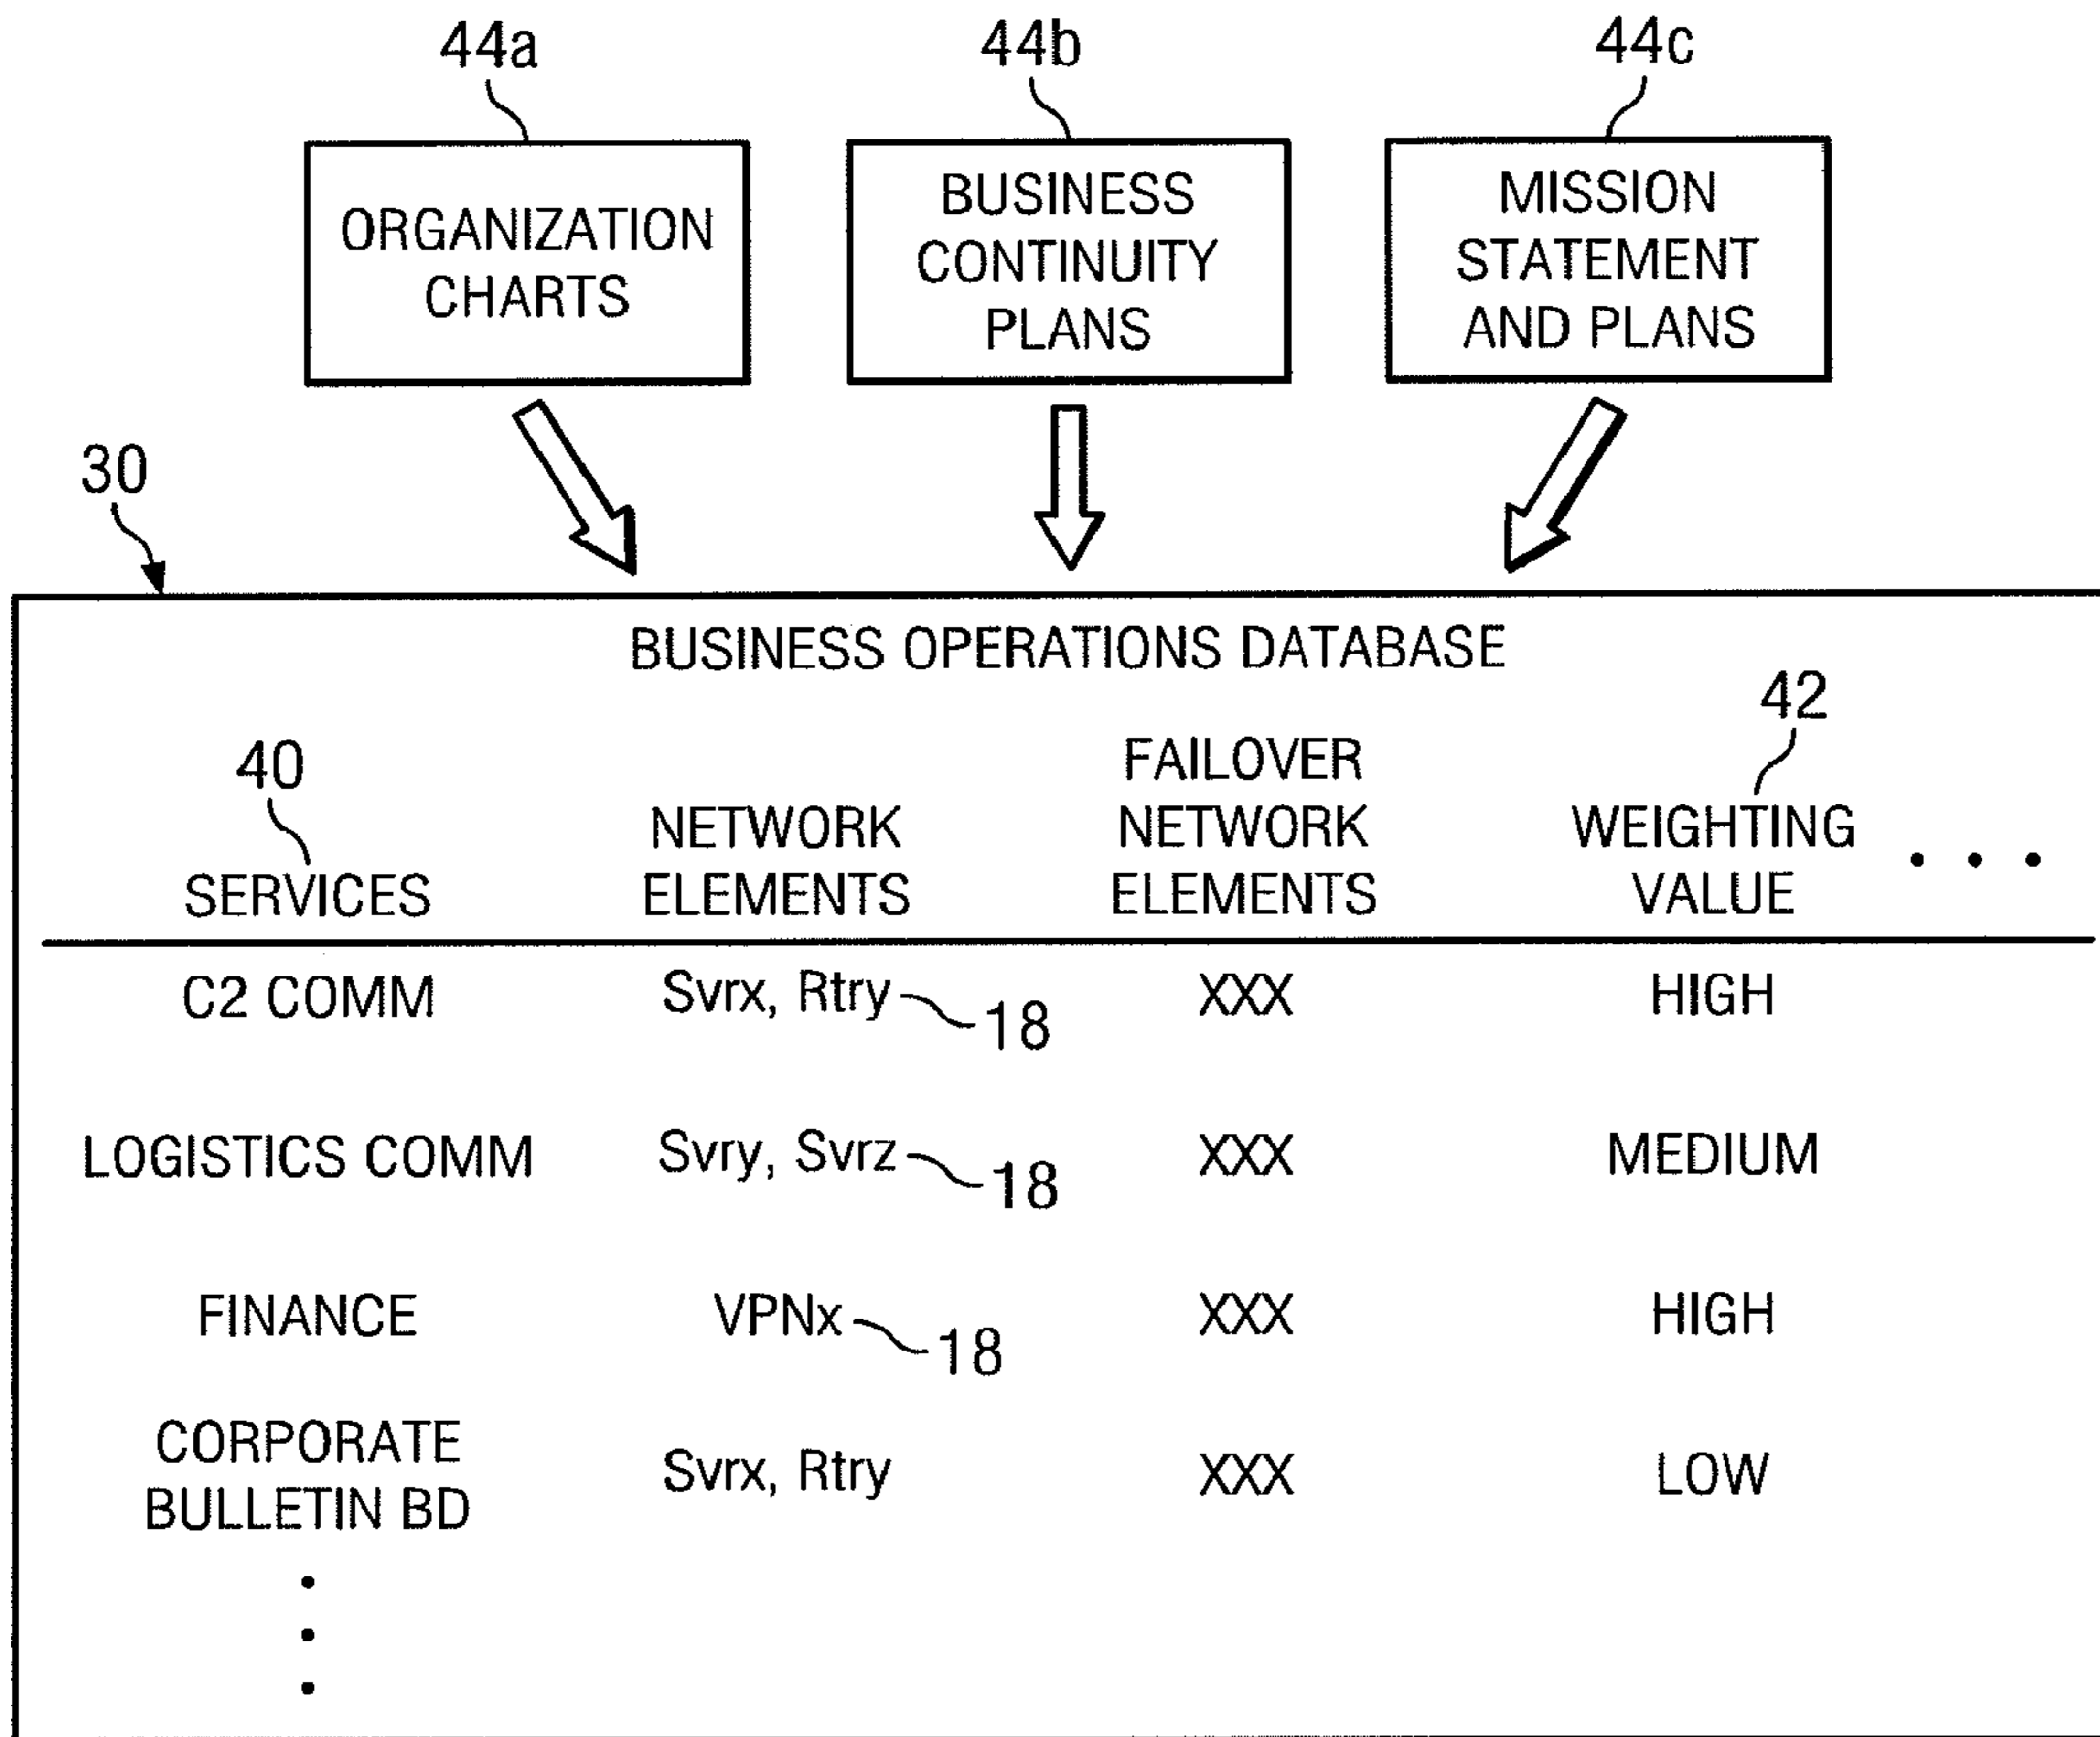 44a
44b
44c
ORGANIZATION
CHARTS
BUSINESS
CONTINUITY
PLANS
MISSION
STATEMENT
AND PLANS
30
BUSINESS OPERATIONS DATABASE
40
SERVICES
NETWORK
ELEMENTS
FAILOVER
NETWORK
ELEMENTS
42
WEIGHTING
VALUE
. . .
C2 COMM
Svrx, Rtry
18
XXX
HIGH
LOGISTICS COMM
Svry, Svrz
18
XXX
MEDIUM
FINANCE
VPNx
18
XXX
HIGH
CORPORATE
BULLETIN BD
Svrx, Rtry
XXX
LOW